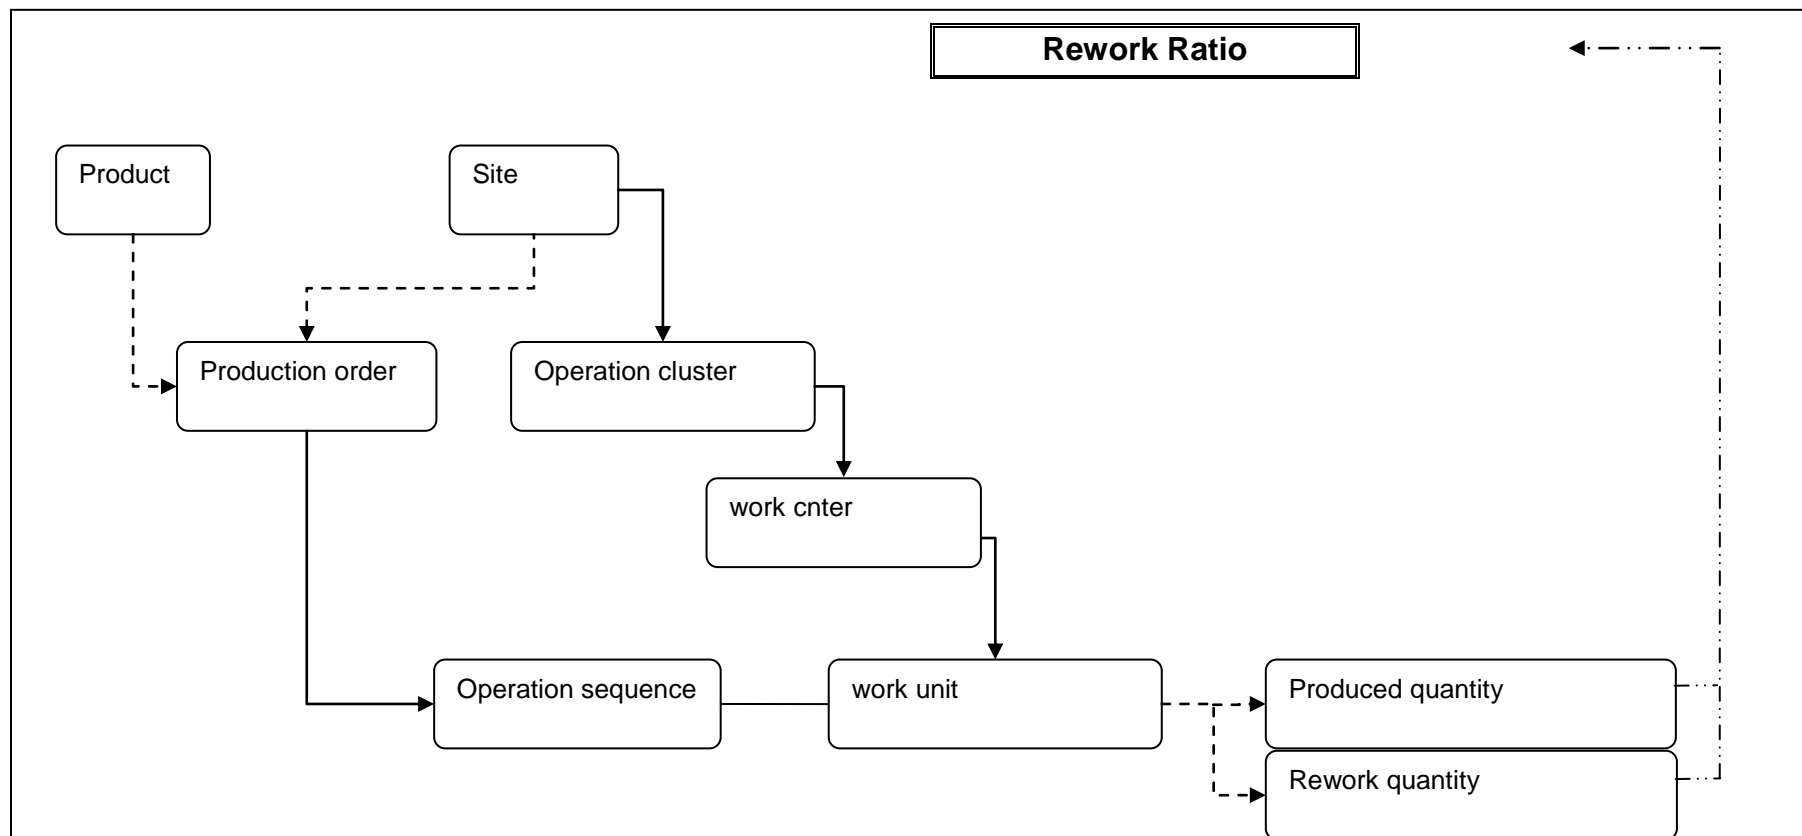 Rework Ratio
Product
Site
Production order
Operation cluster
work cnter
Operation sequence
work unit
Produced quantity
Rework quantity